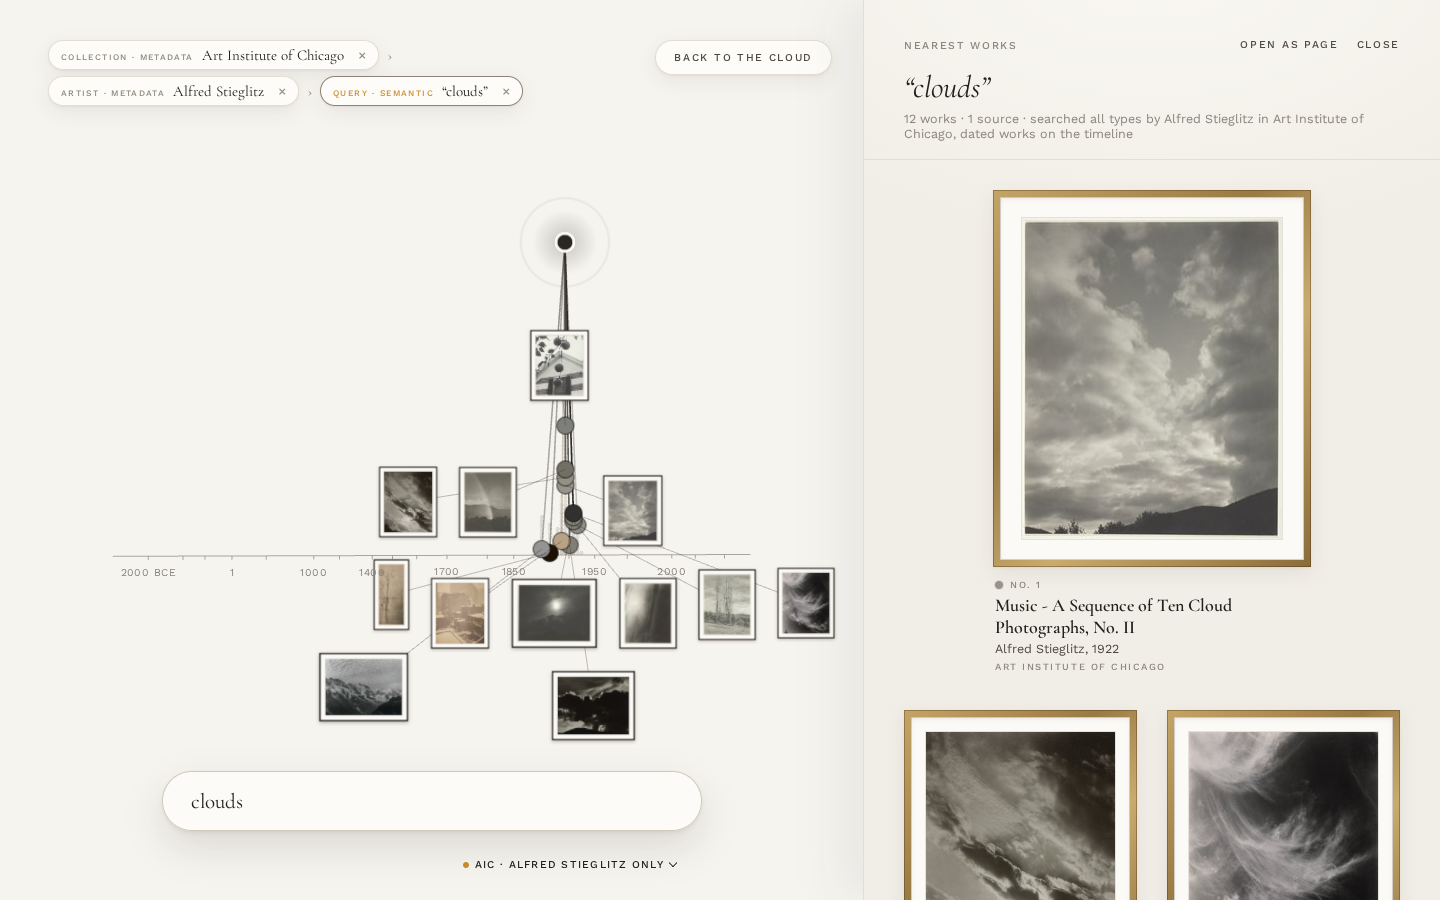 COLLECTION · METADATA Art Institute of Chicago × ›
ARTIST · METADATA Alfred Stieglitz × › QUERY · SEMANTIC “clouds” ×
BACK TO THE CLOUD
2000 BCE 1 1000 1400 1700 1850 1950 2000
clouds
AIC · ALFRED STIEGLITZ ONLY
NEAREST WORKS
OPEN AS PAGE CLOSE
“clouds”
12 works · 1 source · searched all types by Alfred Stieglitz in Art Institute of
Chicago, dated works on the timeline
NO. 1
Music - A Sequence of Ten Cloud
Photographs, No. II
Alfred Stieglitz, 1922
ART INSTITUTE OF CHICAGO